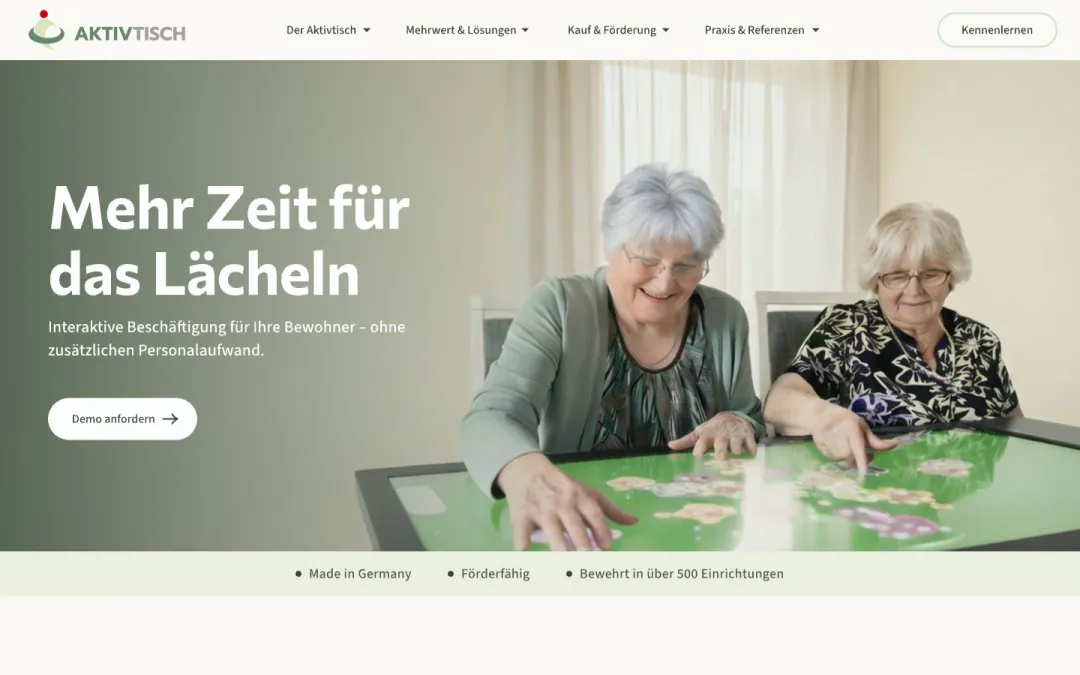 AKTIVTISCH
Der Aktivtisch
Mehrwert & Lösungen
Kauf & Förderung
Praxis & Referenzen
Kennenlernen
Mehr Zeit für
das Lächeln
Interaktive Beschäftigung für Ihre Bewohner – ohne
zusätzlichen Personalaufwand.
Demo anfordern
Made in Germany
Förderfähig
Bewehrt in über 500 Einrichtungen